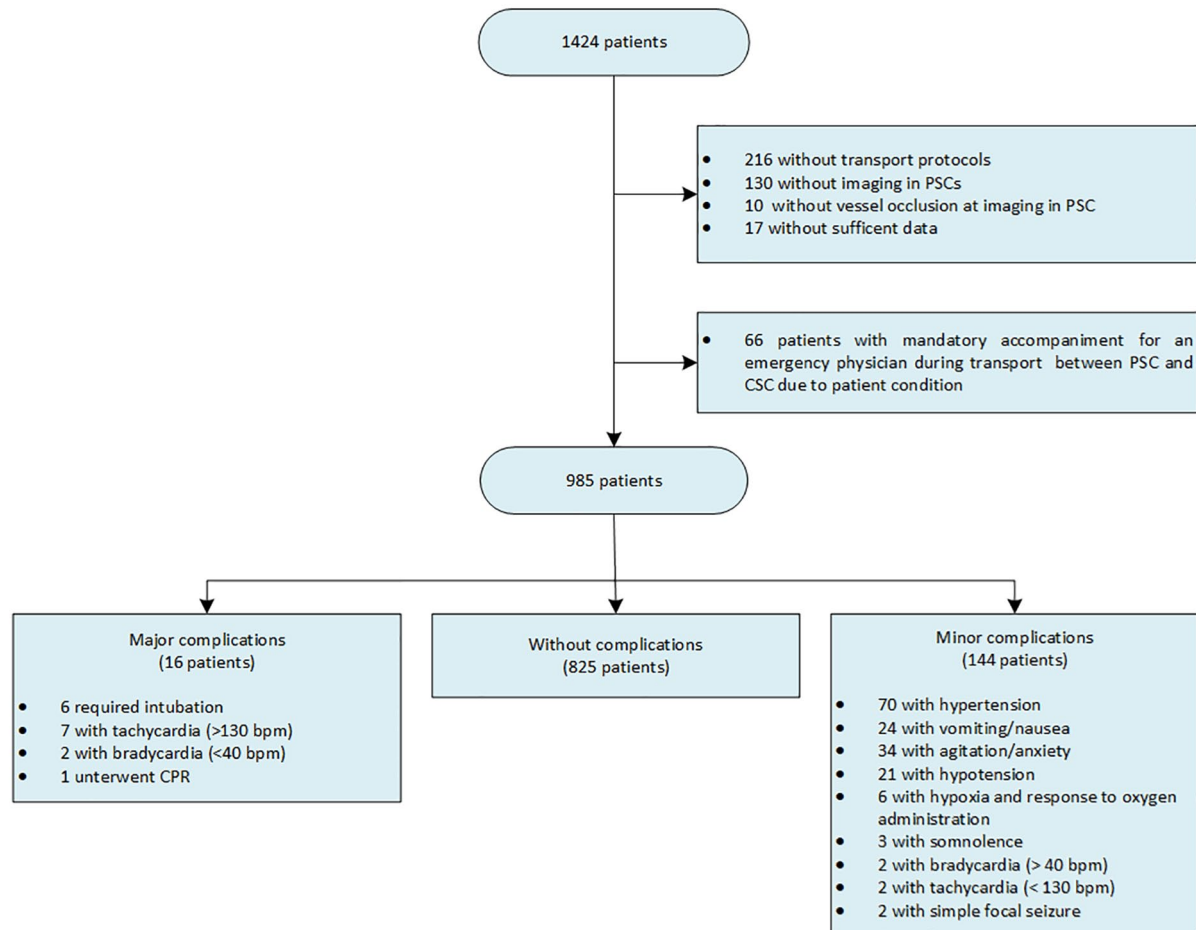 1424 patients
• 216 without transport protocols
• 130 without imaging in PSCs
• 10 without vessel occlusion at imaging in PSC
• 17 without sufficent data
• 66 patients with mandatory accompaniment for an
emergency physician during transport between PSC and
CSC due to patient condition
985 patients
Major complications
(16 patients)
• 6 required intubation
• 7 with tachycardia (>130 bpm)
• 2 with bradycardia (<40 bpm)
• 1 unterwent CPR
Without complications
(825 patients)
Minor complications
(144 patients)
• 70 with hypertension
• 24 with vomiting/nausea
• 34 with agitation/anxiety
• 21 with hypotension
• 6 with hypoxia and response to oxygen
administration
• 3 with somnolence
• 2 with bradycardia (> 40 bpm)
• 2 with tachycardia (< 130 bpm)
• 2 with simple focal seizure